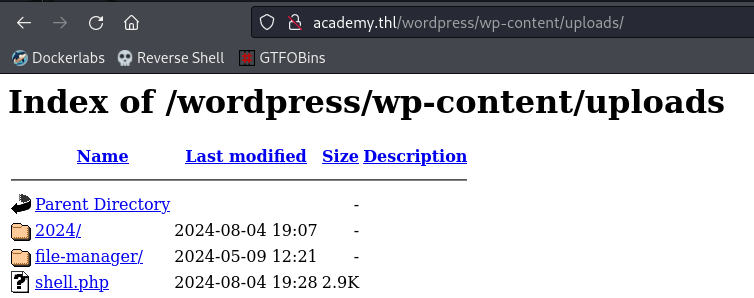 academy.thl/wordpress/wp-content/uploads/
Dockerlabs Reverse Shell GTFOBins
Index of /wordpress/wp-content/uploads
Name Last modified Size Description
Parent Directory -
2024/ 2024-08-04 19:07 -
file-manager/ 2024-05-09 12:21 -
shell.php 2024-08-04 19:28 2.9K